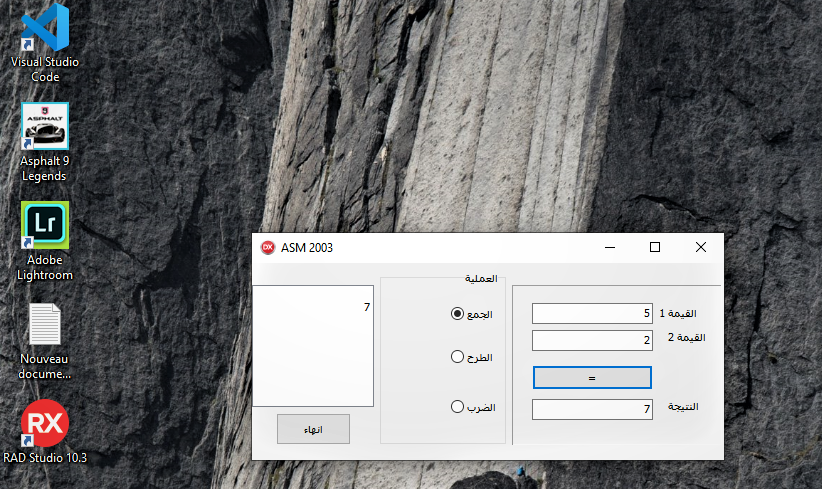 Visual Studio
Code
ASPHALT
Asphalt 9
Legends
Lr
Adobe
Lightroom
Nouveau
docume...
RX
RAD Studio 10.3
DX
ASM 2003
7
انهاء
العملية
الجمع
الطرح
الضرب
القيمة 1
5
القيمة 2
2
=
النتيجة
7